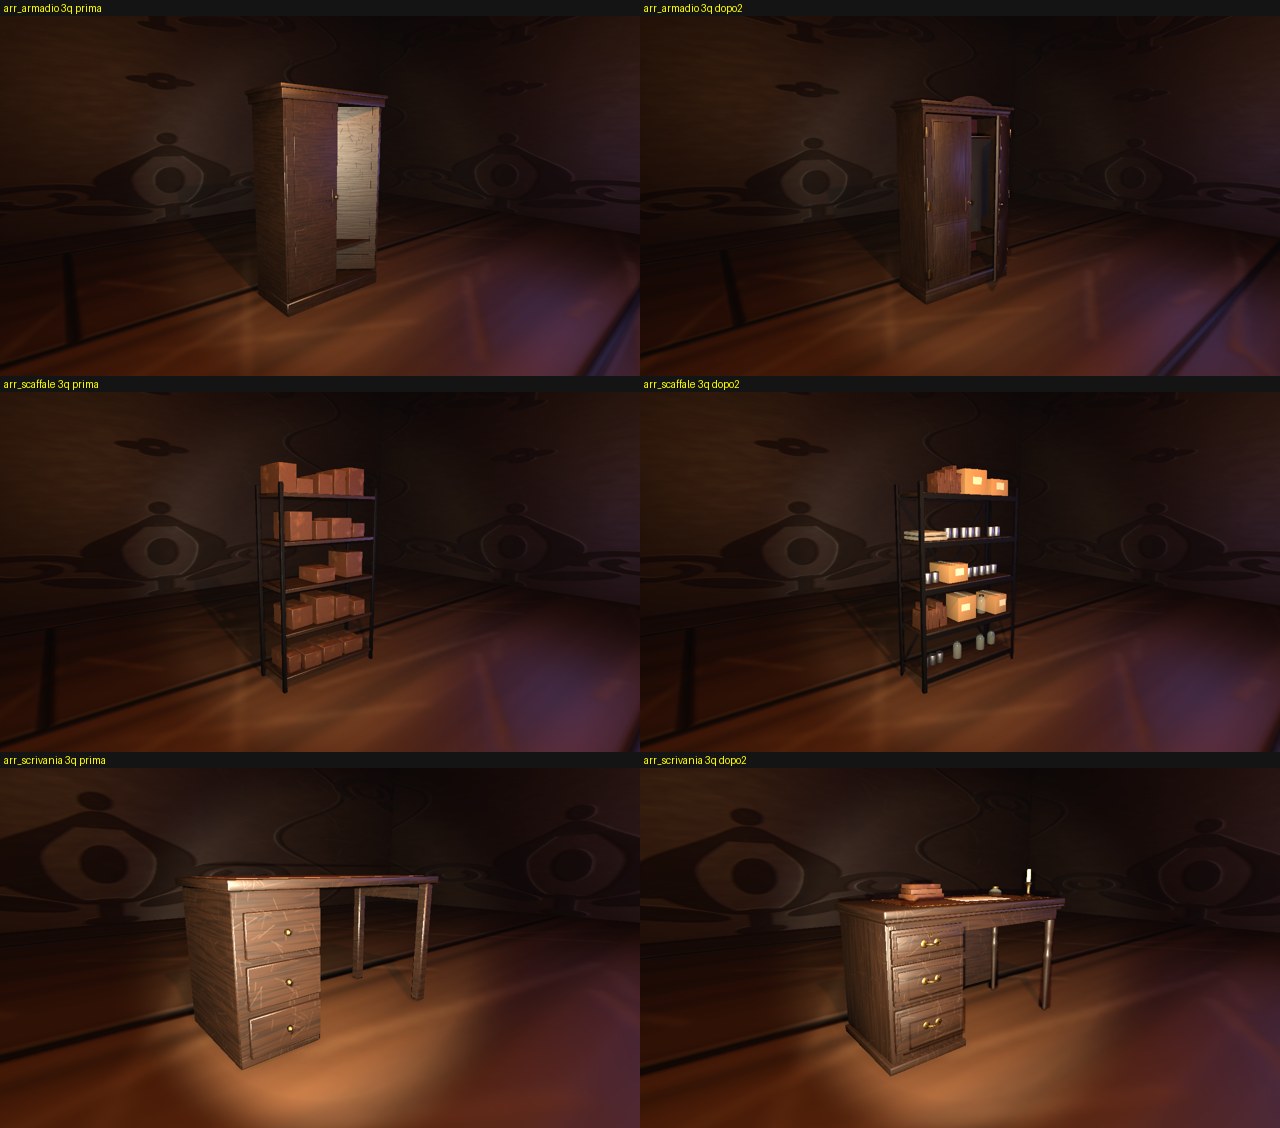 arr_armadio 3q prima
arr_armadio 3q dopo2
arr_scaffale 3q prima
arr_scaffale 3q dopo2
arr_scrivania 3q prima
arr_scrivania 3q dopo2